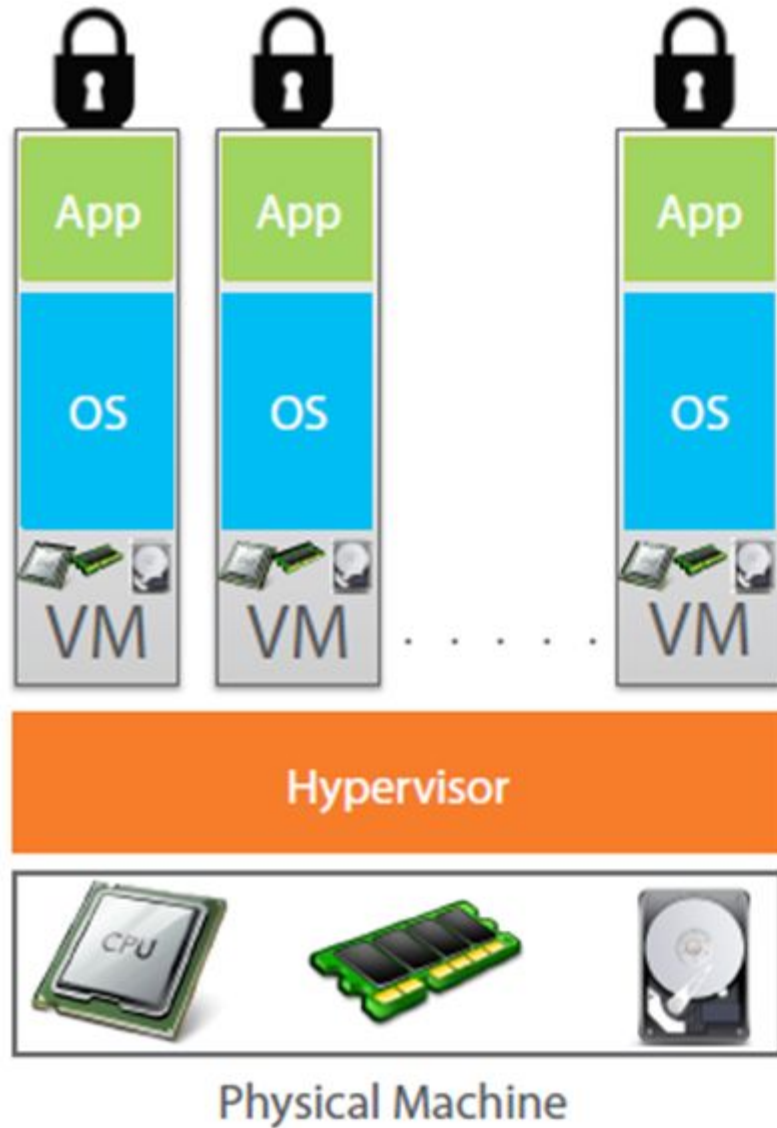 App App App
OS OS OS
VM VM . . . . . VM
Hypervisor
CPU
Physical Machine